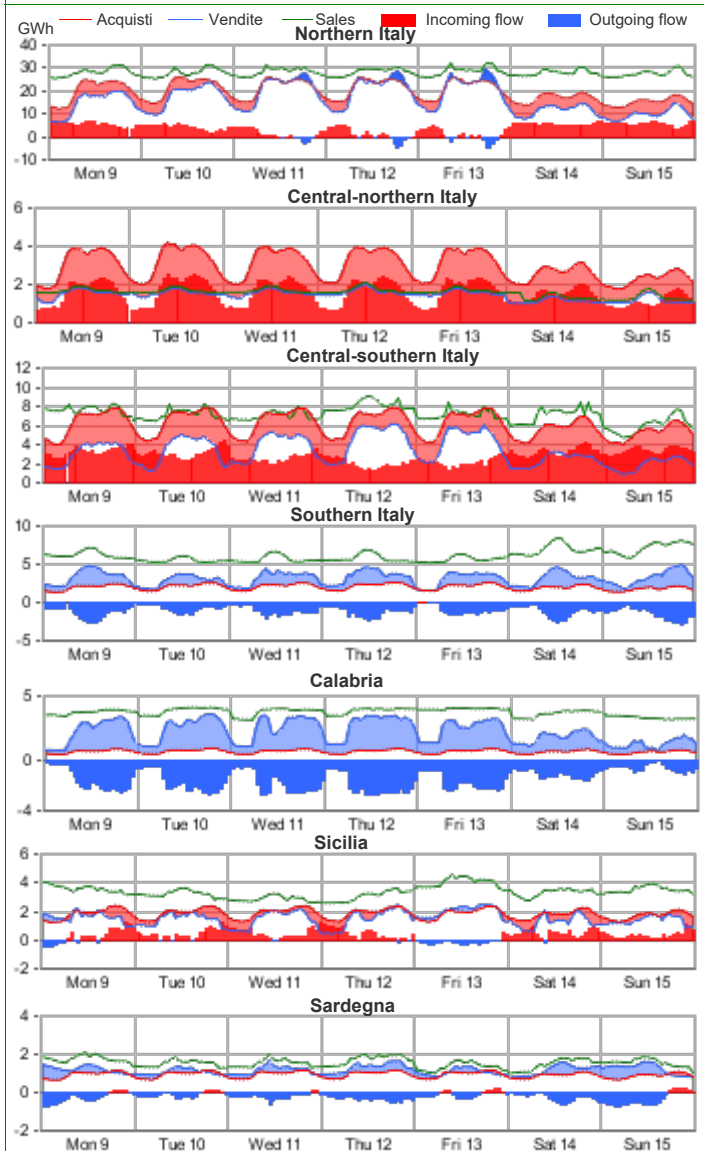 GWh
Acquisti Vendite Sales Incoming flow Outgoing flow
Northern Italy
40
30
20
10
0
-10
Mon 9 Tue 10 Wed 11 Thu 12 Fri 13 Sat 14 Sun 15
Central-northern Italy
6
4
2
0
Mon 9 Tue 10 Wed 11 Thu 12 Fri 13 Sat 14 Sun 15
Central-southern Italy
12
10
8
6
4
2
0
Mon 9 Tue 10 Wed 11 Thu 12 Fri 13 Sat 14 Sun 15
Southern Italy
10
5
0
-5
Mon 9 Tue 10 Wed 11 Thu 12 Fri 13 Sat 14 Sun 15
Calabria
5
0
-4
Mon 9 Tue 10 Wed 11 Thu 12 Fri 13 Sat 14 Sun 15
Sicilia
6
4
2
0
-2
Mon 9 Tue 10 Wed 11 Thu 12 Fri 13 Sat 14 Sun 15
Sardegna
4
2
0
-2
Mon 9 Tue 10 Wed 11 Thu 12 Fri 13 Sat 14 Sun 15